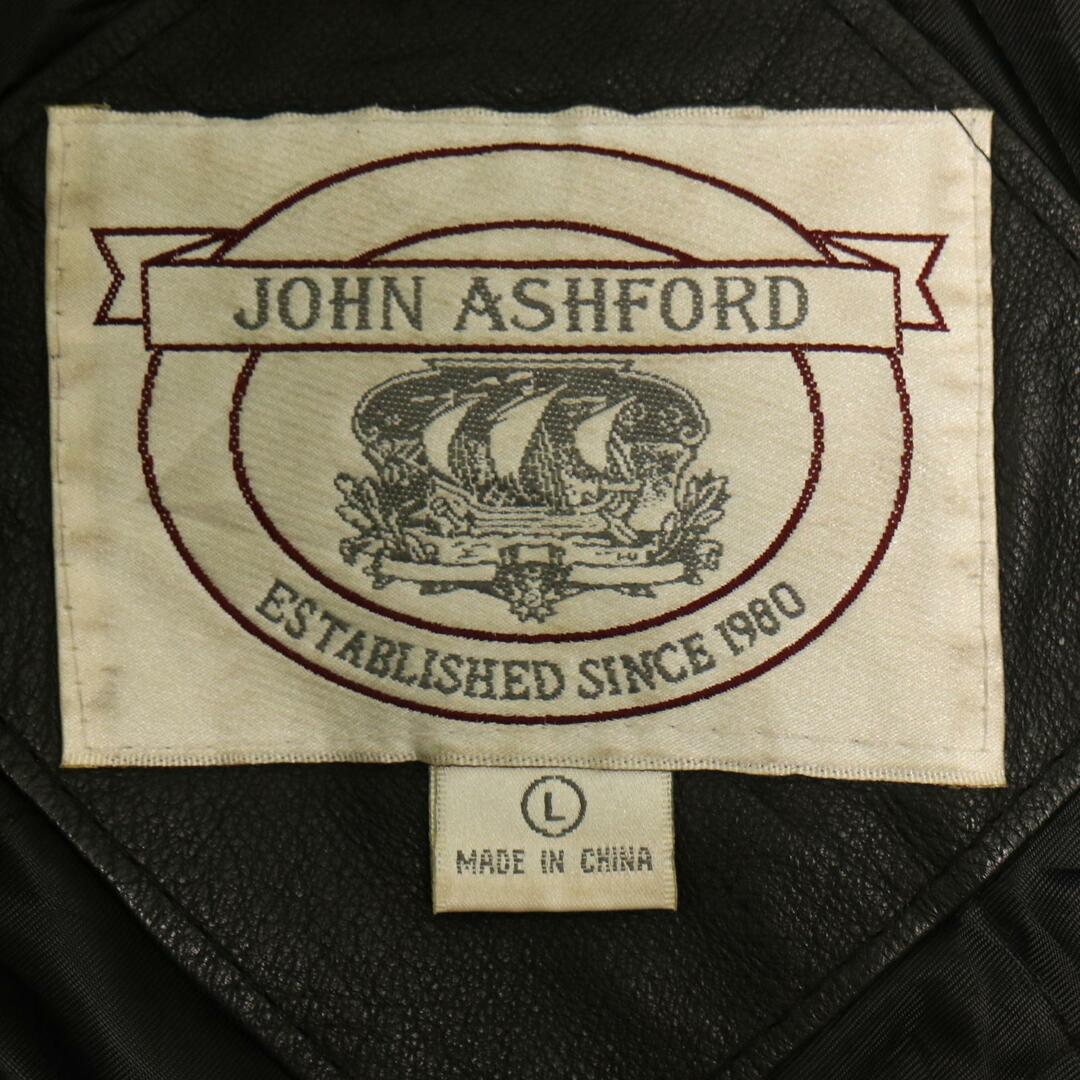 JOHN ASHFORD
ESTABLISHED SINCE 1980
L
MADE IN CHINA